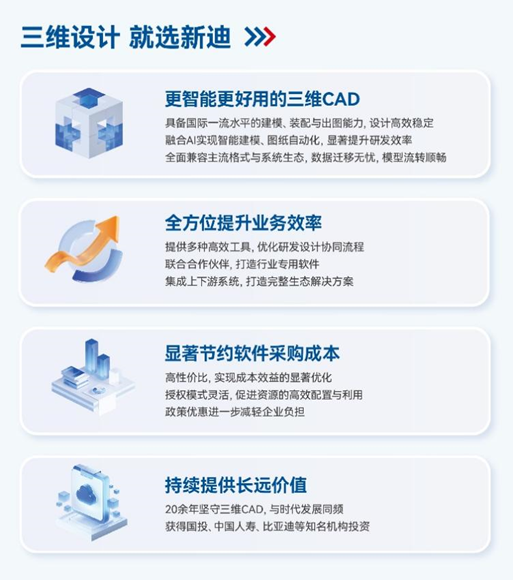 三维设计 就选新迪
更智能更好用的三维CAD
具备国际一流水平的建模、装配与出图能力, 设计高效稳定
融合AI实现智能建模、图纸自动化, 显著提升研发效率
全面兼容主流格式与系统生态, 数据迁移无忧, 模型流转顺畅
全方位提升业务效率
提供多种高效工具, 优化研发设计协同流程
联合合作伙伴, 打造行业专用软件
集成上下游系统, 打造完整生态解决方案
显著节约软件采购成本
高性价比, 实现成本效益的显著优化
授权模式灵活, 促进资源的高效配置与利用
政策优惠进一步减轻企业负担
持续提供长远价值
20余年坚守三维CAD, 与时代发展同频
获得国投、中国人寿、比亚迪等知名机构投资